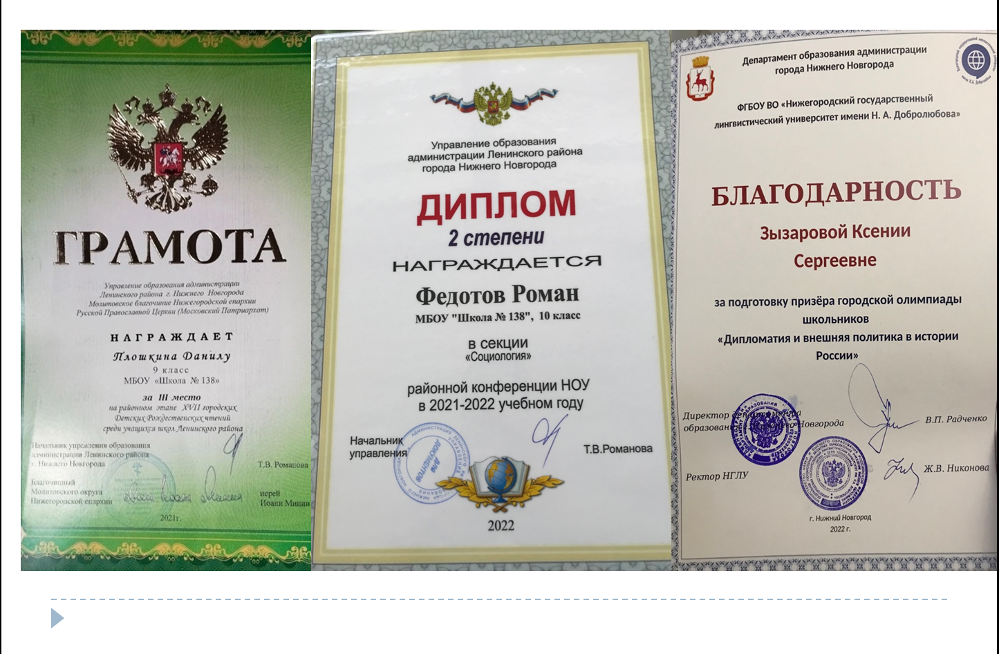 ГРАМОТА
Управление образования администрации
Ленинского района г. Нижнего Новгорода
Молитовское благочиние Нижегородской епархии
Русской Православной Церкви (Московский Патриархат)
НАГРАЖДАЕТ
Плошкина Данилу
9 класс
МБОУ «Школа № 138»
за III место
на районном этапе XVII городских
Детских Рождественских чтений
среди учащихся школ Ленинского района
Начальник управления образования
администрации Ленинского района
г. Нижнего Новгорода
Т.В. Романова
Благочинный
Молитовского округа
Нижегородской епархии
иерей
Иоанн Минин
2021г.
Управление образования
администрации Ленинского района
города Нижнего Новгорода
ДИПЛОМ
2 степени
НАГРАЖДАЕТСЯ
Федотов Роман
МБОУ "Школа № 138", 10 класс
в секции
«Социология»
районной конференции НОУ
в 2021-2022 учебном году
Начальник
управления
Т.В.Романова
для
документов
2022
Департамент образования администрации
города Нижнего Новгорода
ФГБОУ ВО «Нижегородский государственный
лингвистический университет имени Н. А. Добролюбова»
БЛАГОДАРНОСТЬ
Зызаровой Ксении
Сергеевне
за подготовку призёра городской олимпиады
школьников
«Дипломатия и внешняя политика в истории
России»
Директор департамента
образования Нижнего Новгорода
В.П. Радченко
Ректор НГЛУ
Ж.В. Никонова
г. Нижний Новгород
2022 г.